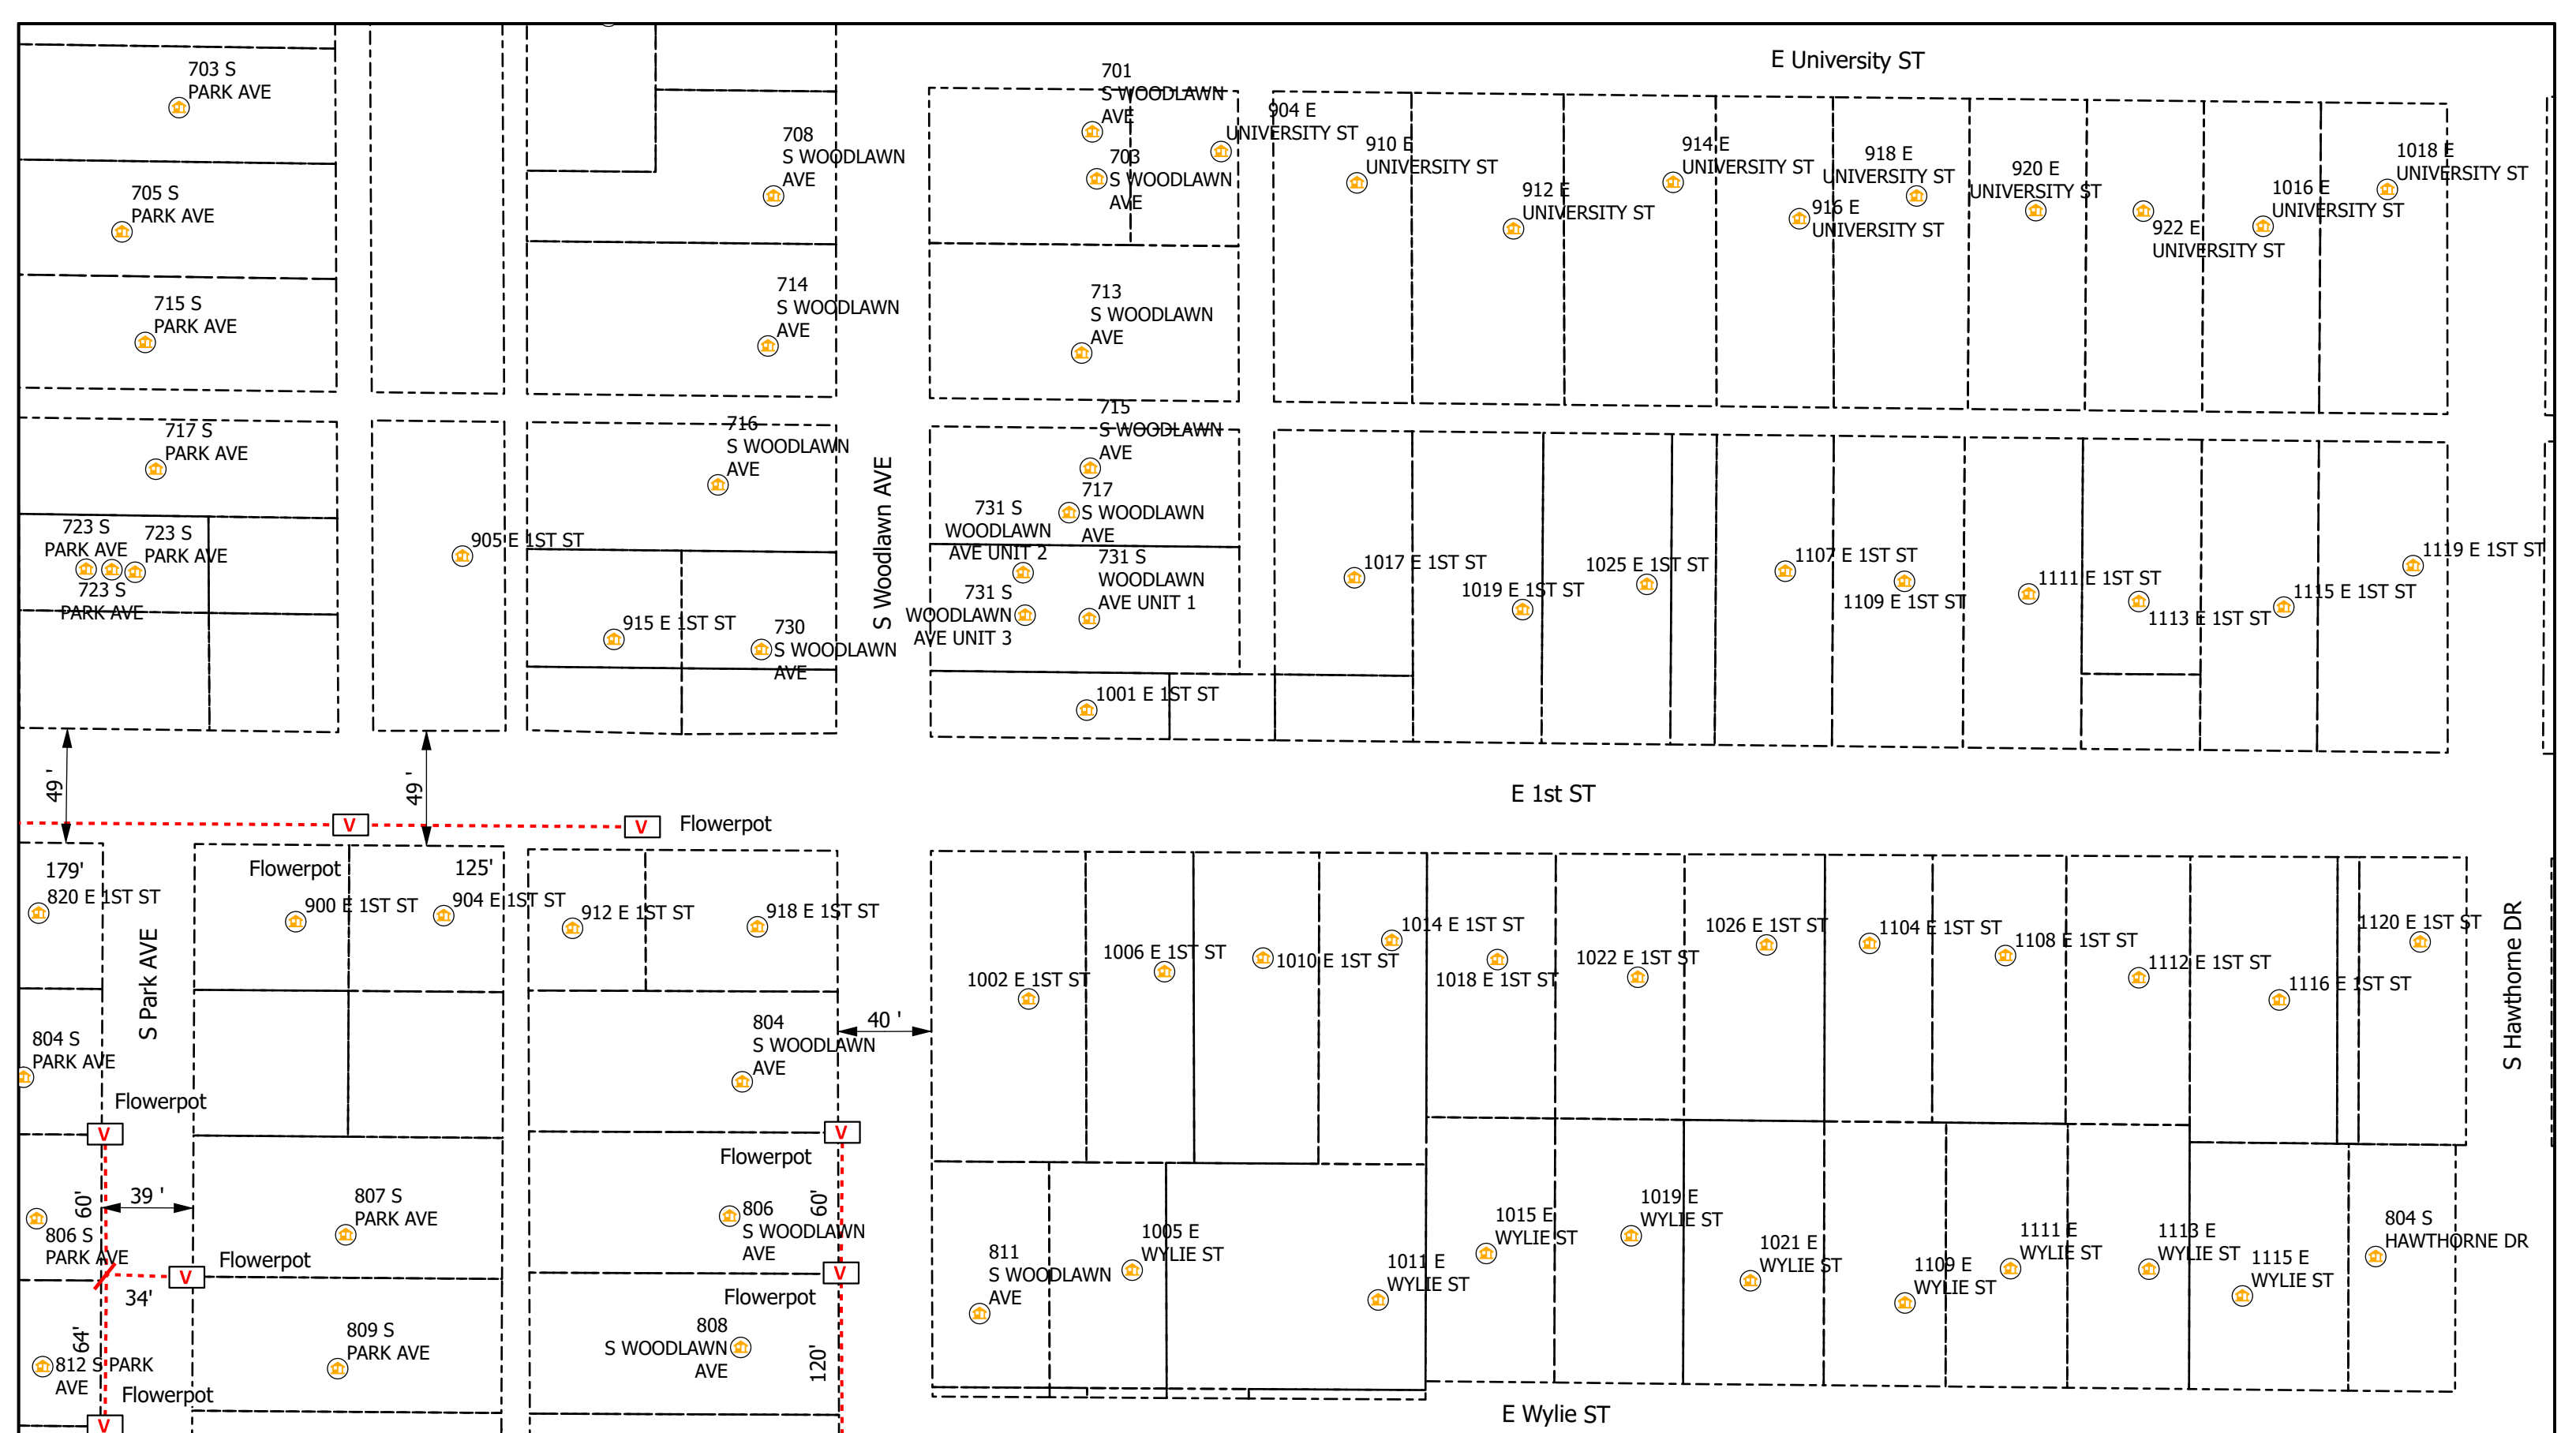 E University ST
703 S
PARK AVE
701
S WOODLAWN
AVE
904 E
UNIVERSITY ST
708
S WOODLAWN
AVE
703
S WOODLAWN
AVE
910 E
UNIVERSITY ST
912 E
UNIVERSITY ST
914 E
UNIVERSITY ST
916 E
UNIVERSITY ST
918 E
UNIVERSITY ST
920 E
UNIVERSITY ST
922 E
UNIVERSITY ST
1016 E
UNIVERSITY ST
1018 E
UNIVERSITY ST
705 S
PARK AVE
715 S
PARK AVE
714
S WOODLAWN
AVE
713
S WOODLAWN
AVE
717 S
PARK AVE
716
S WOODLAWN
AVE
S Woodlawn AVE
715
S WOODLAWN
AVE
717
S WOODLAWN
AVE
731 S
WOODLAWN
AVE UNIT 2
731 S
WOODLAWN
AVE UNIT 1
731 S
WOODLAWN
AVE UNIT 3
723 S
PARK AVE
723 S
PARK AVE
723 S
PARK AVE
905 E 1ST ST
915 E 1ST ST
730
S WOODLAWN
AVE
1001 E 1ST ST
1017 E 1ST ST
1019 E 1ST ST
1025 E 1ST ST
1107 E 1ST ST
1109 E 1ST ST
1111 E 1ST ST
1113 E 1ST ST
1115 E 1ST ST
1119 E 1ST ST
49 '
49 '
E 1st ST
V
V
Flowerpot
179'
Flowerpot
125'
820 E 1ST ST
900 E 1ST ST
904 E 1ST ST
912 E 1ST ST
918 E 1ST ST
1002 E 1ST ST
1006 E 1ST ST
1010 E 1ST ST
1014 E 1ST ST
1018 E 1ST ST
1022 E 1ST ST
1026 E 1ST ST
1104 E 1ST ST
1108 E 1ST ST
1112 E 1ST ST
1116 E 1ST ST
1120 E 1ST ST
S Park AVE
S Hawthorne DR
804 S
PARK AVE
804
S WOODLAWN
AVE
40 '
Flowerpot
V
V
Flowerpot
60'
39 '
807 S
PARK AVE
806 S
PARK AVE
806
S WOODLAWN
AVE
60'
Flowerpot
V
V
34'
Flowerpot
64'
809 S
PARK AVE
812 S PARK
AVE
Flowerpot
V
808
S WOODLAWN
AVE
120'
811
S WOODLAWN
AVE
1005 E
WYLIE ST
1011 E
WYLIE ST
1015 E
WYLIE ST
1019 E
WYLIE ST
1021 E
WYLIE ST
1109 E
WYLIE ST
1111 E
WYLIE ST
1113 E
WYLIE ST
1115 E
WYLIE ST
804 S
HAWTHORNE DR
E Wylie ST